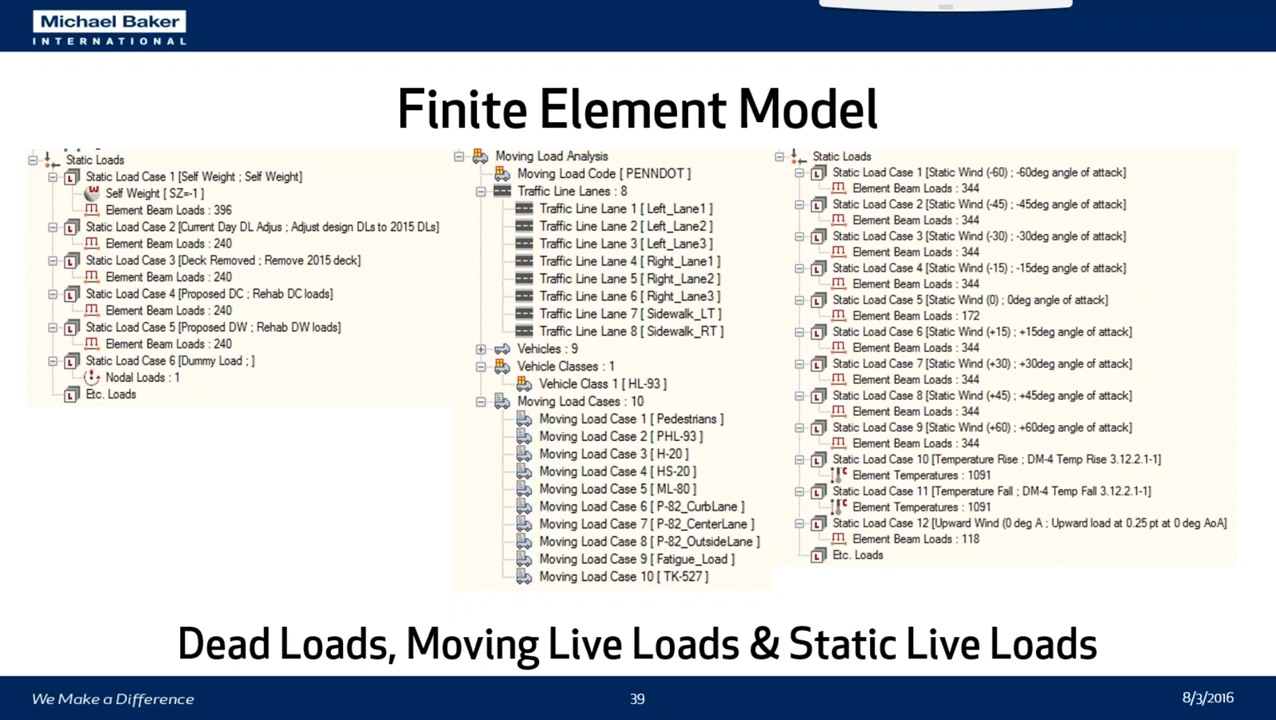 Michael Baker
INTERNATIONAL
Finite Element Model
Static Loads
Static Load Case 1 [Self Weight ; Self Weight]
Self Weight [ SZ=-1 ]
Element Beam Loads : 396
Static Load Case 2 [Current Day DL Adjus ; Adjust design DLs to 2015 DLs]
Element Beam Loads : 240
Static Load Case 3 [Deck Removed ; Remove 2015 deck]
Element Beam Loads : 240
Static Load Case 4 [Proposed DC ; Rehab DC loads]
Element Beam Loads : 240
Static Load Case 5 [Proposed DW ; Rehab DW loads]
Element Beam Loads : 240
Static Load Case 6 [Dummy Load ; ]
Nodal Loads : 1
Etc. Loads
Moving Load Analysis
Moving Load Code [ PENNDOT ]
Traffic Line Lanes : 8
Traffic Line Lane 1 [ Left_Lane1 ]
Traffic Line Lane 2 [ Left_Lane2 ]
Traffic Line Lane 3 [ Left_Lane3 ]
Traffic Line Lane 4 [ Right_Lane1 ]
Traffic Line Lane 5 [ Right_Lane2 ]
Traffic Line Lane 6 [ Right_Lane3 ]
Traffic Line Lane 7 [ Sidewalk_LT ]
Traffic Line Lane 8 [ Sidewalk_RT ]
Vehicles : 9
Vehicle Classes : 1
Vehicle Class 1 [ HL-93 ]
Moving Load Cases : 10
Moving Load Case 1 [ Pedestrians ]
Moving Load Case 2 [ PHL-93 ]
Moving Load Case 3 [ H-20 ]
Moving Load Case 4 [ HS-20 ]
Moving Load Case 5 [ ML-80 ]
Moving Load Case 6 [ P-82_CurbLane ]
Moving Load Case 7 [ P-82_CenterLane ]
Moving Load Case 8 [ P-82_OutsideLane ]
Moving Load Case 9 [ Fatigue_Load ]
Moving Load Case 10 [ TK-527 ]
Static Loads
Static Load Case 1 [Static Wind (-60) ; -60deg angle of attack]
Element Beam Loads : 344
Static Load Case 2 [Static Wind (-45) ; -45deg angle of attack]
Element Beam Loads : 344
Static Load Case 3 [Static Wind (-30) ; -30deg angle of attack]
Element Beam Loads : 344
Static Load Case 4 [Static Wind (-15) ; -15deg angle of attack]
Element Beam Loads : 344
Static Load Case 5 [Static Wind (0) ; 0deg angle of attack]
Element Beam Loads : 172
Static Load Case 6 [Static Wind (+15) ; +15deg angle of attack]
Element Beam Loads : 344
Static Load Case 7 [Static Wind (+30) ; +30deg angle of attack]
Element Beam Loads : 344
Static Load Case 8 [Static Wind (+45) ; +45deg angle of attack]
Element Beam Loads : 344
Static Load Case 9 [Static Wind (+60) ; +60deg angle of attack]
Element Beam Loads : 344
Static Load Case 10 [Temperature Rise ; DM-4 Temp Rise 3.12.2.1-1]
Element Temperatures : 1091
Static Load Case 11 [Temperature Fall ; DM-4 Temp Fall 3.12.2.1-1]
Element Temperatures : 1091
Static Load Case 12 [Upward Wind (0 deg A ; Upward load at 0.25 pt at 0 deg AoA]
Element Beam Loads : 118
Etc. Loads
Dead Loads, Moving Live Loads & Static Live Loads
We Make a Difference
39
8/3/2016